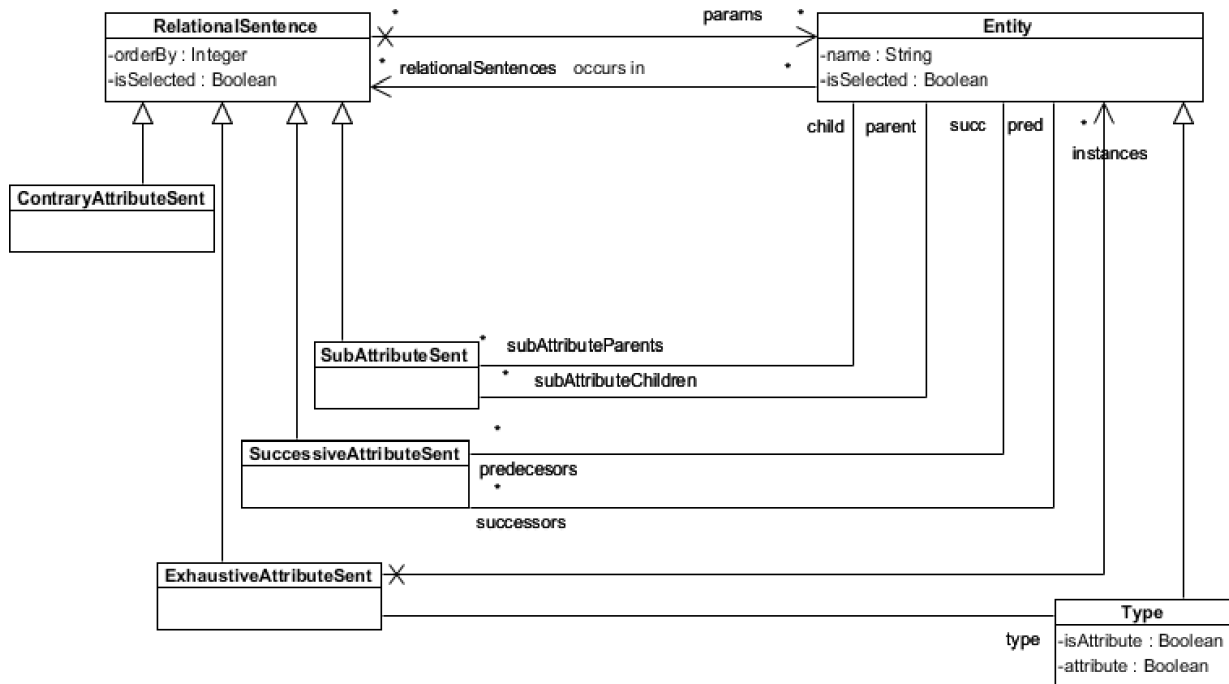 RelationalSentence
-orderBy : Integer
-isSelected : Boolean
*
params
*
*
relationalSentences occurs in
*
Entity
-name : String
-isSelected : Boolean
child
parent
succ
pred
*
instances
ContraryAttributeSent
SubAttributeSent
*
subAttributeParents
*
subAttributeChildren
SuccessiveAttributeSent
*
predecesors
*
successors
ExhaustiveAttributeSent
type
Type
-isAttribute : Boolean
-attribute : Boolean